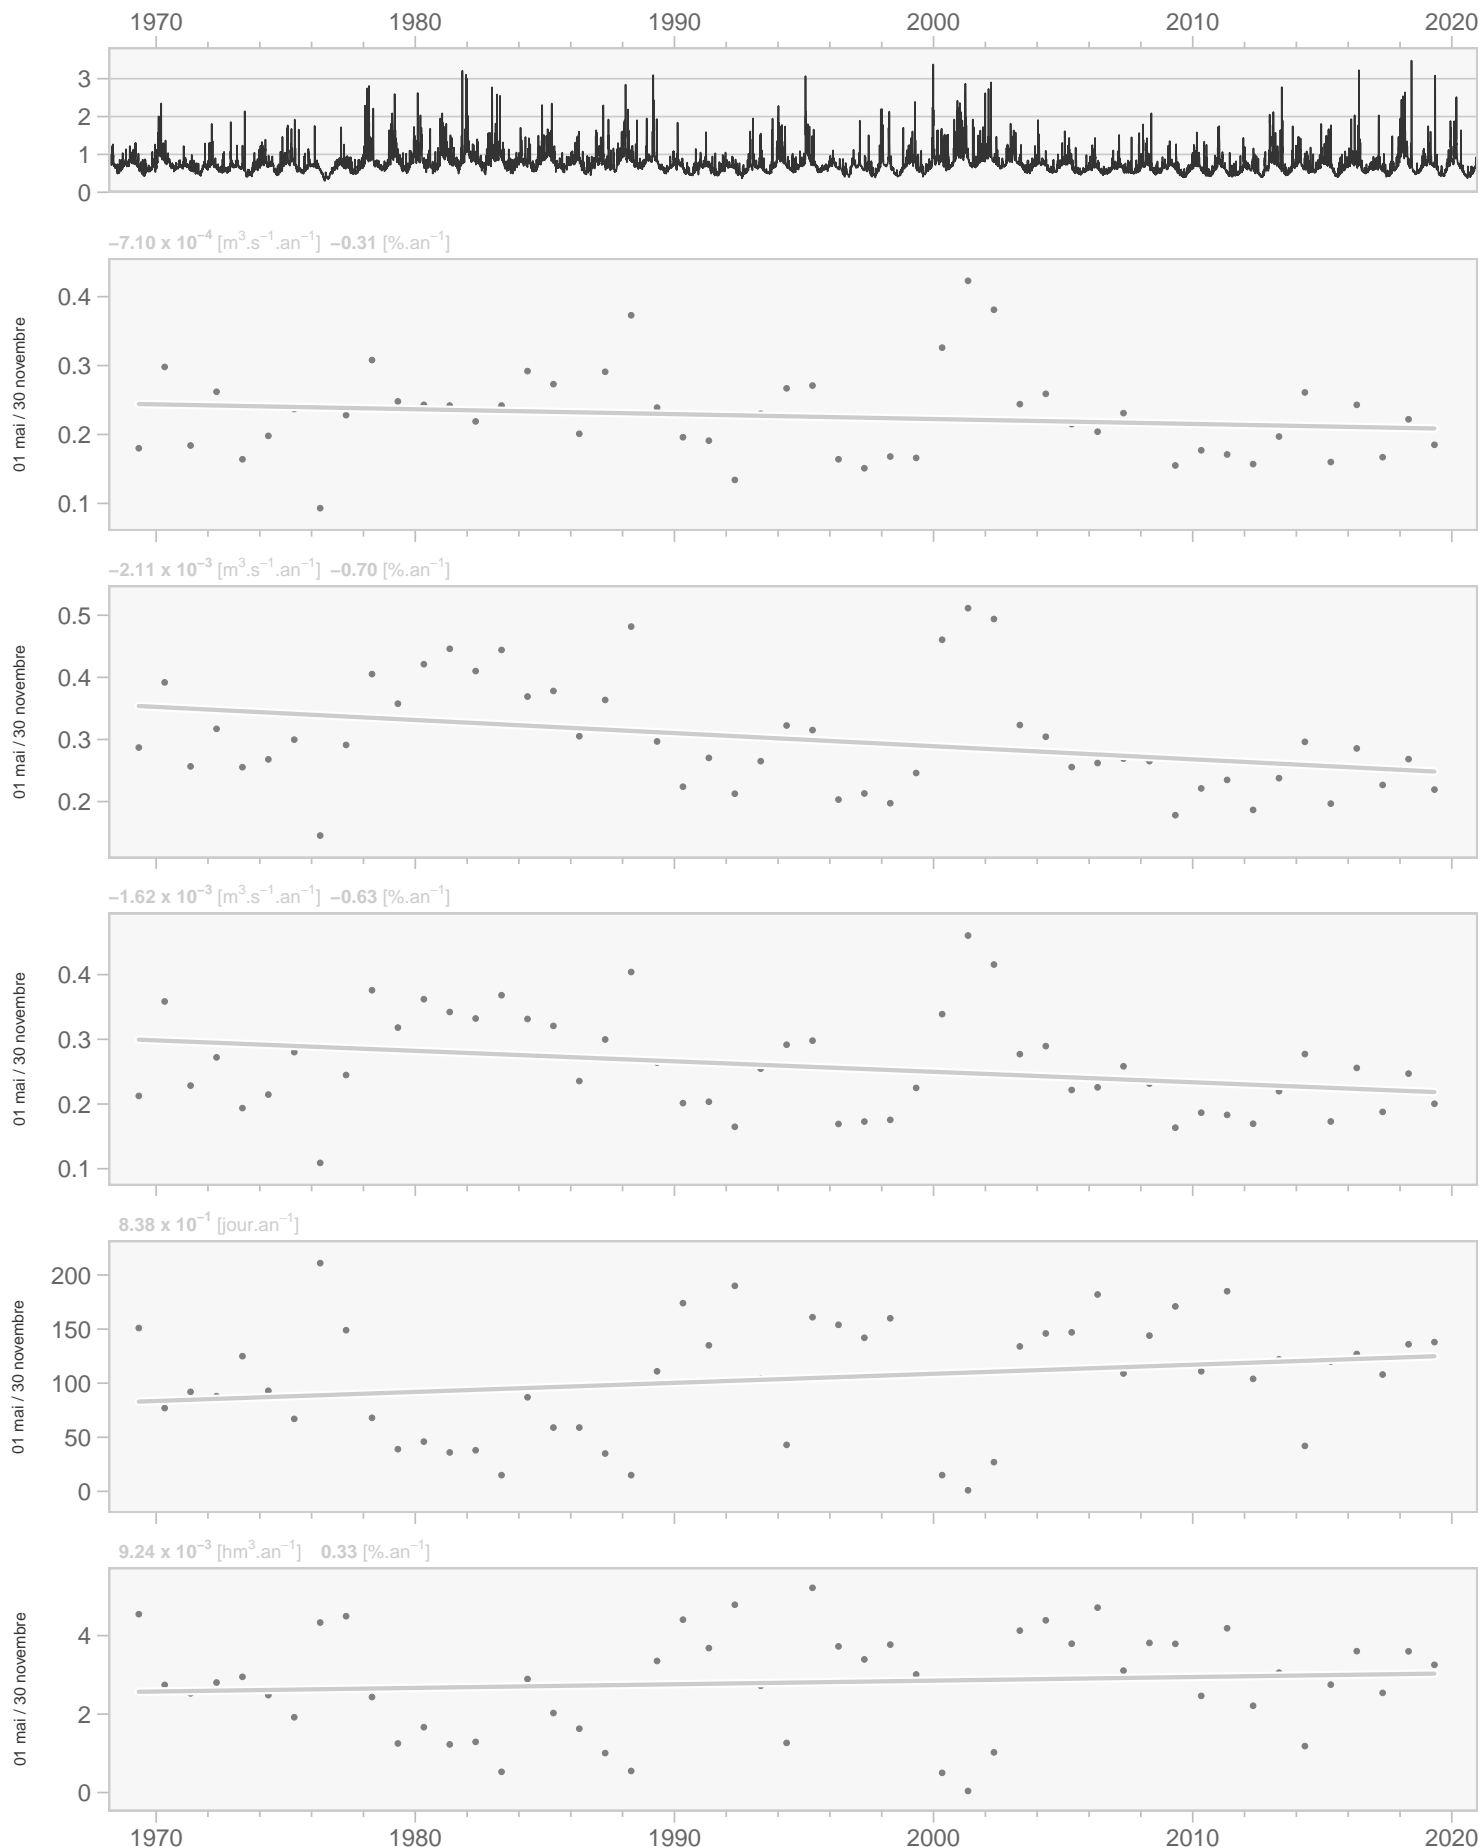 1970 1980 1990 2000 2010 2020
3
2
1
0
−7.10 x 10⁻⁴ [m³.s⁻¹.an⁻¹] −0.31 [%.an⁻¹]
01 mai / 30 novembre
0.4
0.3
0.2
0.1
−2.11 x 10⁻³ [m³.s⁻¹.an⁻¹] −0.70 [%.an⁻¹]
01 mai / 30 novembre
0.5
0.4
0.3
0.2
−1.62 x 10⁻³ [m³.s⁻¹.an⁻¹] −0.63 [%.an⁻¹]
01 mai / 30 novembre
0.4
0.3
0.2
0.1
8.38 x 10⁻¹ [jour.an⁻¹]
01 mai / 30 novembre
200
150
100
50
0
9.24 x 10⁻³ [hm³.an⁻¹] 0.33 [%.an⁻¹]
01 mai / 30 novembre
4
2
0
1970 1980 1990 2000 2010 2020